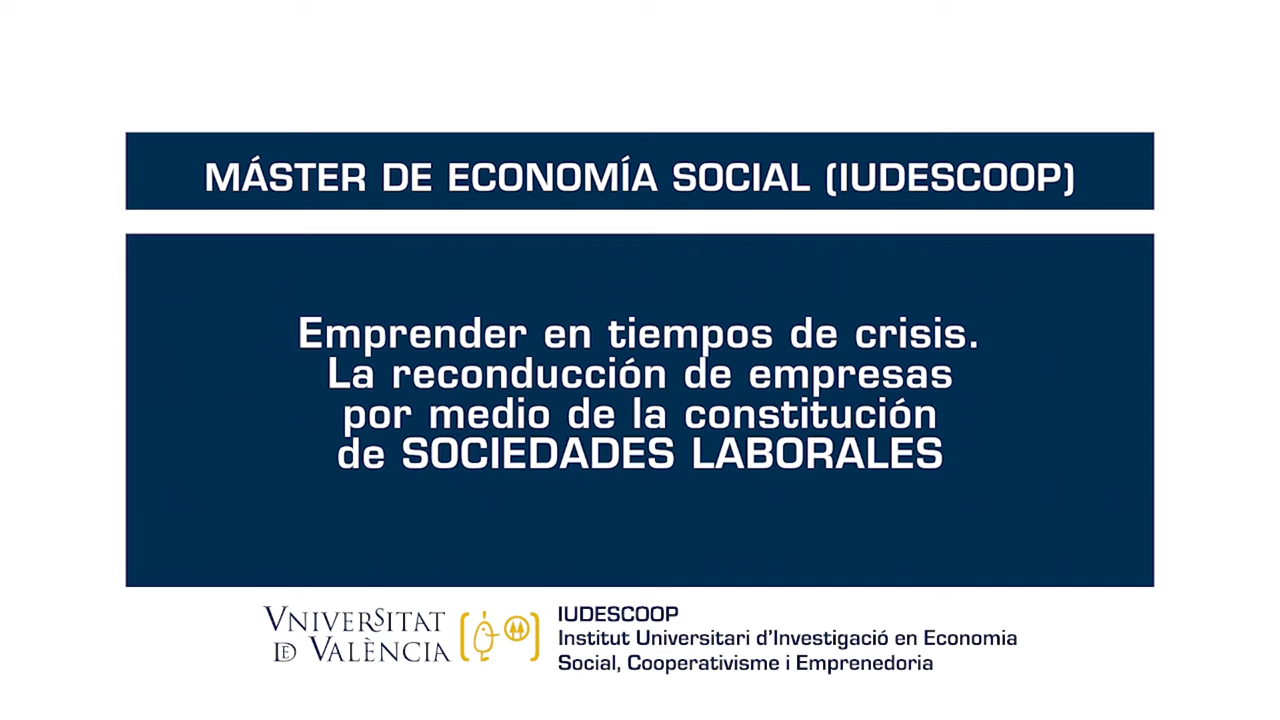 MÁSTER DE ECONOMÍA SOCIAL (IUDESCOOP)
Emprender en tiempos de crisis.
La reconducción de empresas
por medio de la constitución
de SOCIEDADES LABORALES
VNIVERSITAT
DE VALÈNCIA
IUDESCOOP
Institut Universitari d'Investigació en Economia
Social, Cooperativisme i Emprenedoria